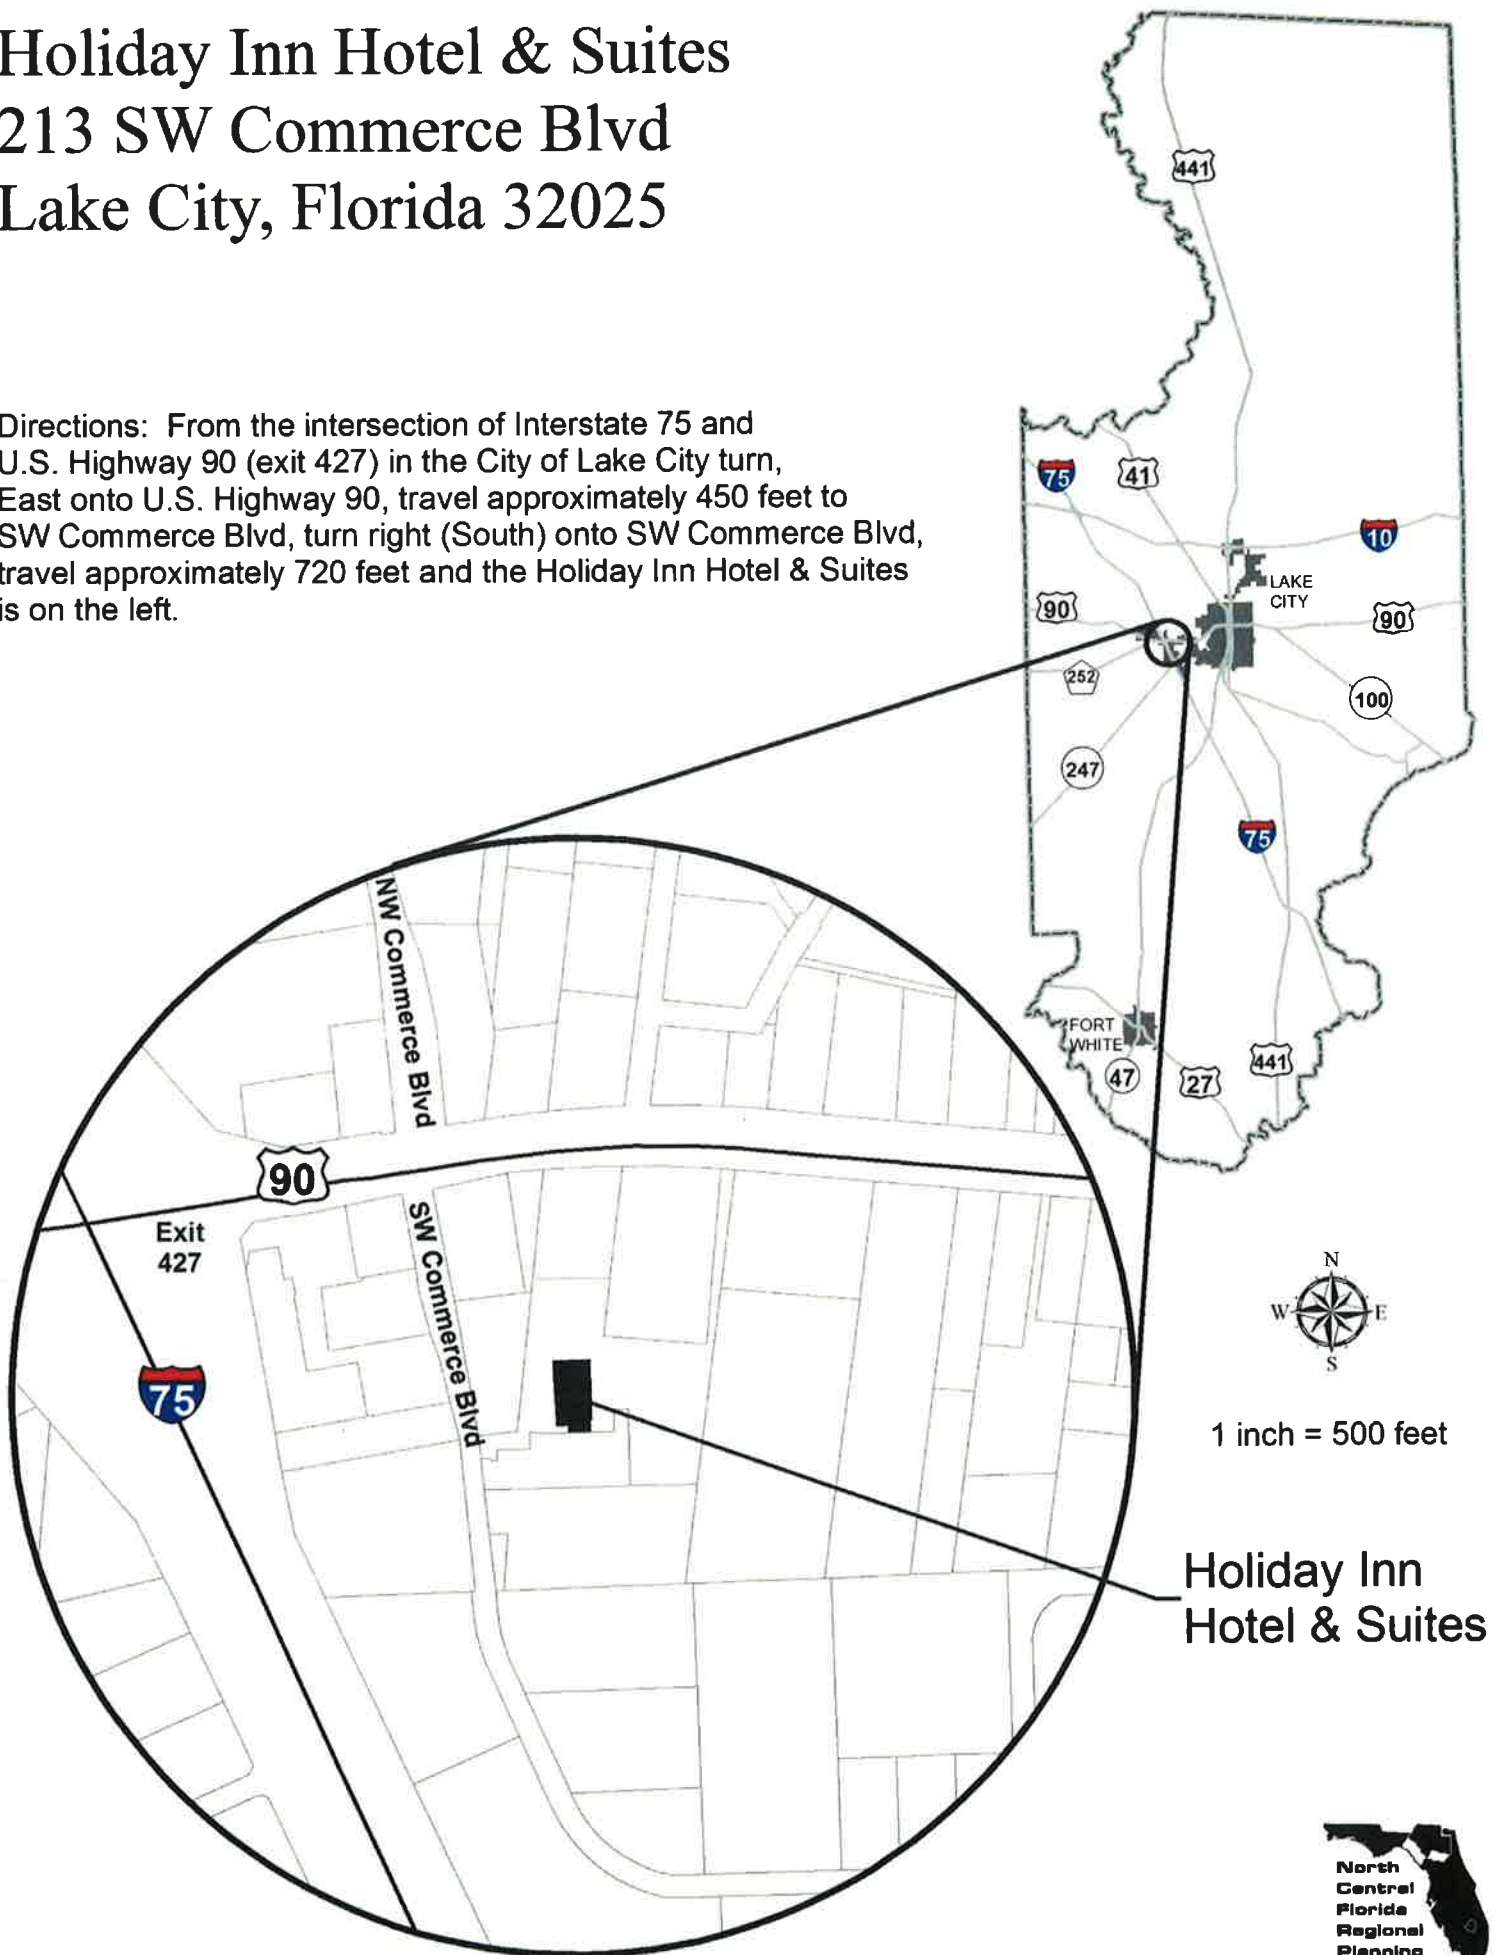 Holiday Inn Hotel & Suites
213 SW Commerce Blvd
Lake City, Florida 32025
Directions: From the intersection of Interstate 75 and
U.S. Highway 90 (exit 427) in the City of Lake City turn,
East onto U.S. Highway 90, travel approximately 450 feet to
SW Commerce Blvd, turn right (South) onto SW Commerce Blvd,
travel approximately 720 feet and the Holiday Inn Hotel & Suites
is on the left.
441
75
41
10
LAKE
CITY
90
90
252
100
247
75
FORT
WHITE
47
27
441
NW Commerce Blvd
90
Exit
427
SW Commerce Blvd
75
N
W
E
S
1 inch = 500 feet
Holiday Inn
Hotel & Suites
North
Central
Florida
Regional
Planning